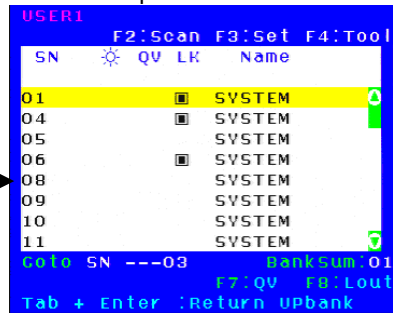 USER1
F2:Scan F3:Set F4:Tool
SN QV LK Name
01 SYSTEM
04 SYSTEM
05 SYSTEM
06 SYSTEM
08 SYSTEM
09 SYSTEM
10 SYSTEM
11 SYSTEM
Goto SN ---03 BankSum:01
F7:QV F8:Lout
Tab + Enter :Return UPbank